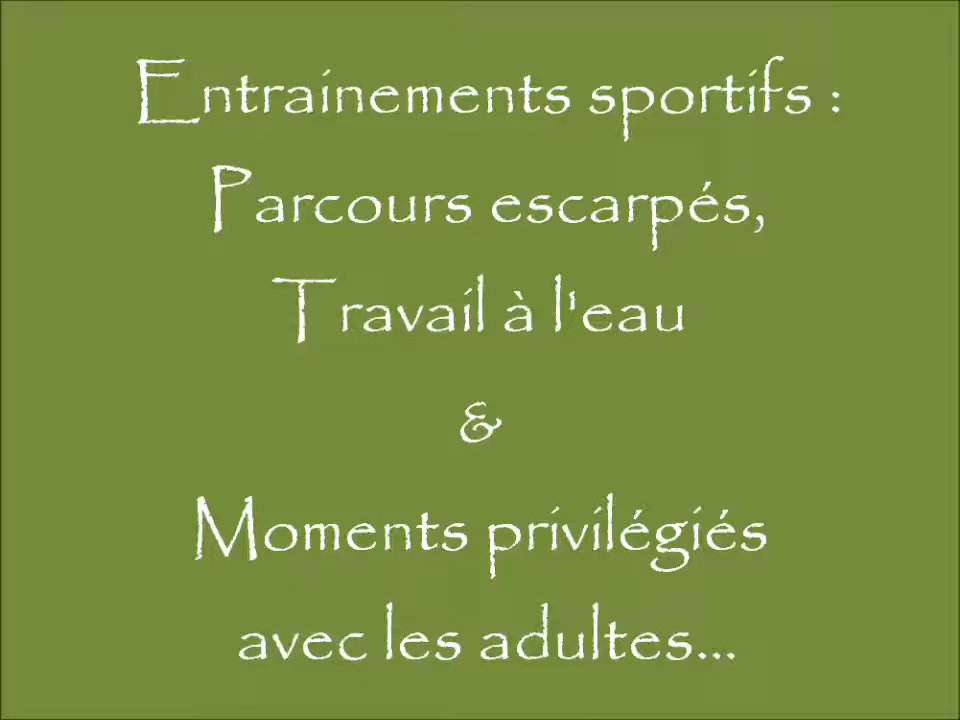 Entrainements sportifs :
Parcours escarpés,
Travail à l'eau
&
Moments privilégiés
avec les adultes...